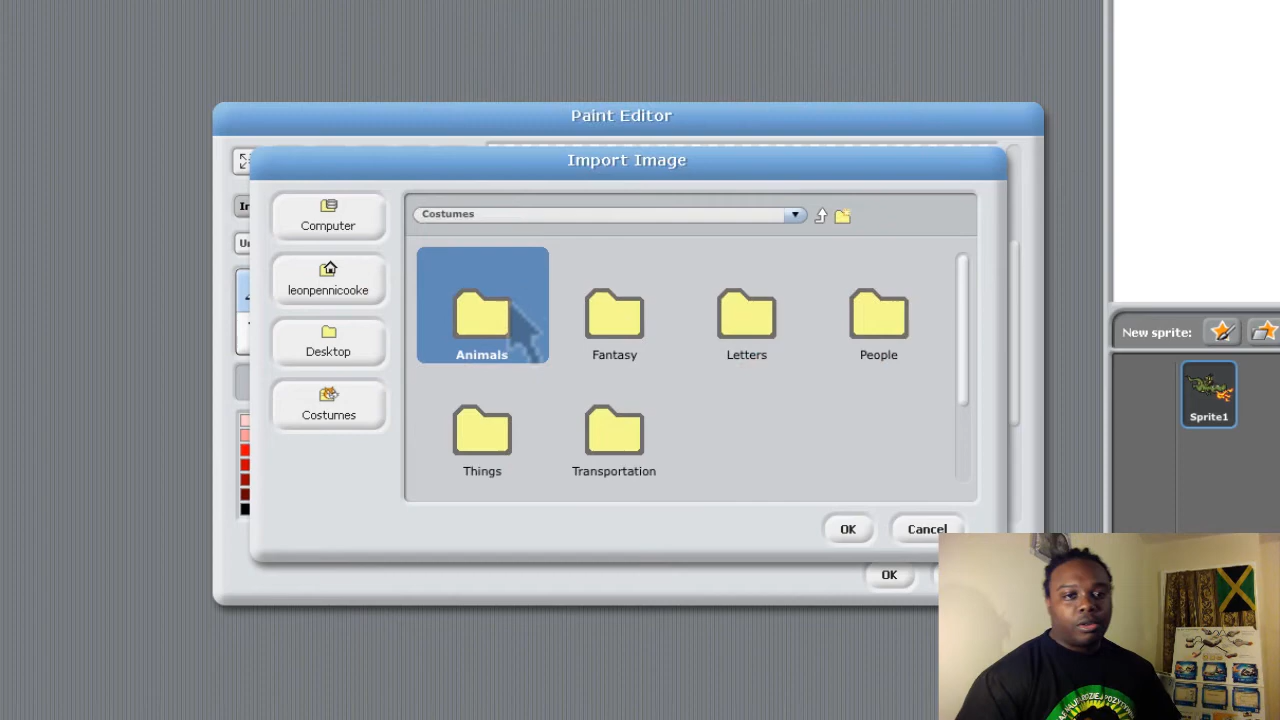 Paint Editor
Import Image
Computer
leonpennicooke
Desktop
Costumes
Costumes
Animals
Fantasy
Letters
People
Things
Transportation
OK
Cancel
OK
New sprite:
Sprite1